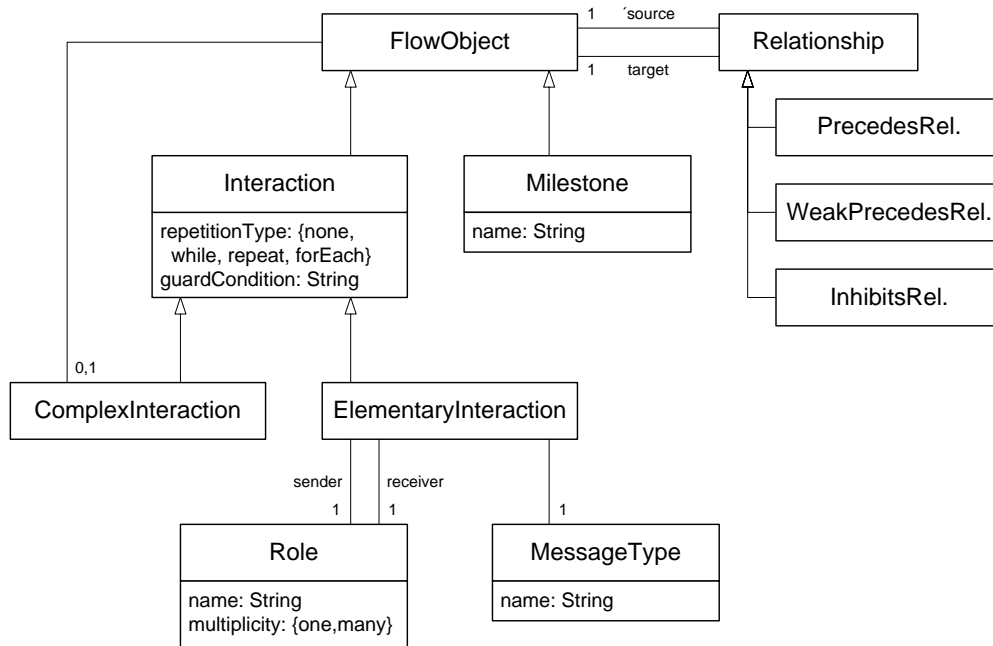 1 ´source
FlowObject
Relationship
1 target
PrecedesRel.
Interaction
Milestone
WeakPrecedesRel.
repetitionType: {none,
while, repeat, forEach}
guardCondition: String
name: String
InhibitsRel.
0,1
ComplexInteraction
ElementaryInteraction
sender
receiver
1
1
1
Role
MessageType
name: String
multiplicity: {one,many}
name: String